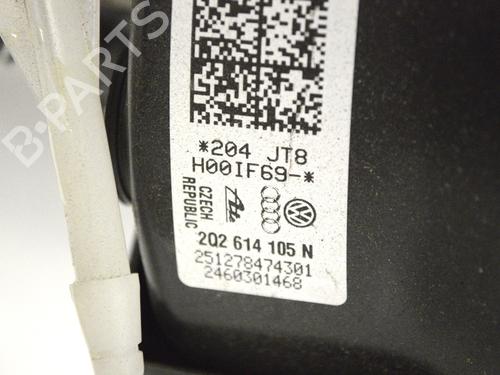 B-PARTS
*204 JT8
H00IF69-*
CZECH
REPUBLIC
2Q2 614 105 N
251278474301
2460301468